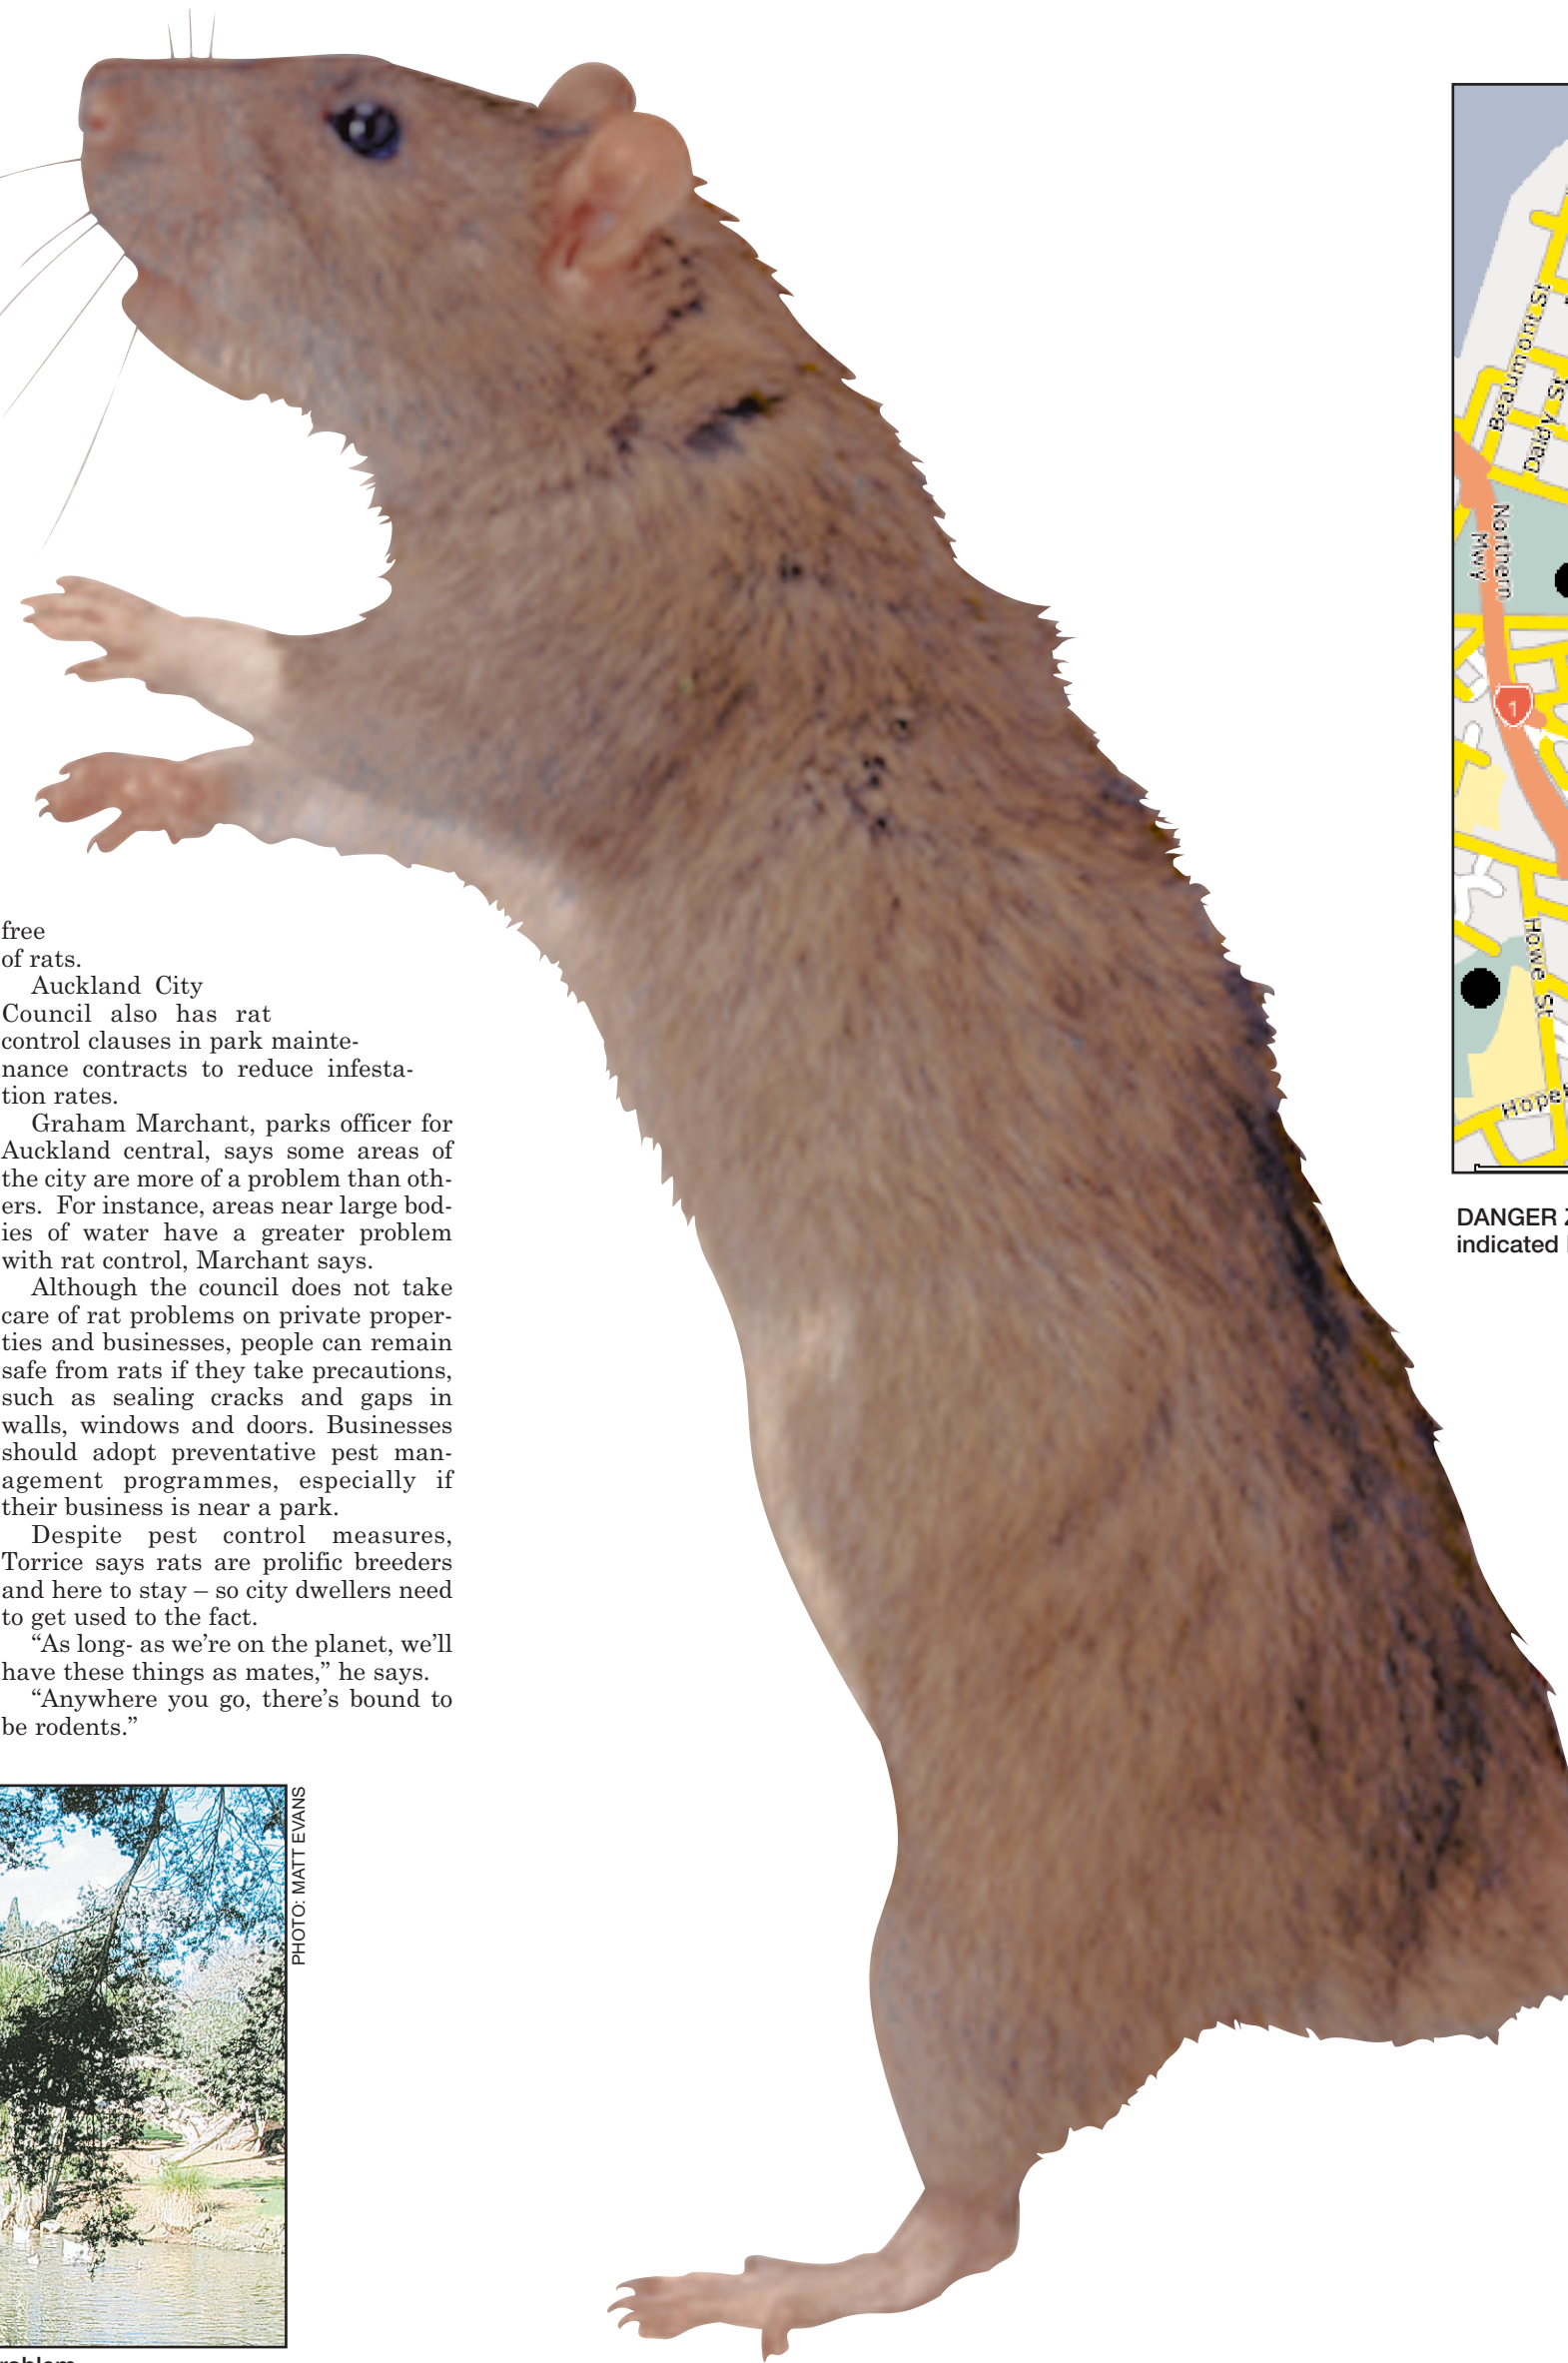 free
of rats.
Auckland City
Council also has rat
control clauses in park mainte-
nance contracts to reduce infesta-
tion rates.
Graham Marchant, parks officer for
Auckland central, says some areas of
the city are more of a problem than oth-
ers. For instance, areas near large bod-
ies of water have a greater problem
with rat control, Marchant says.
Although the council does not take
care of rat problems on private proper-
ties and businesses, people can remain
safe from rats if they take precautions,
such as sealing cracks and gaps in
walls, windows and doors. Businesses
should adopt preventative pest man-
agement programmes, especially if
their business is near a park.
Despite pest control measures,
Torrice says rats are prolific breeders
and here to stay – so city dwellers need
to get used to the fact.
“As long- as we’re on the planet, we’ll
have these things as mates,” he says.
“Anywhere you go, there’s bound to
be rodents.”
PHOTO: MATT EVANS
Beaumont St
Daldy St
Northern
Mwy
1
Howe St
DANGER
indicated